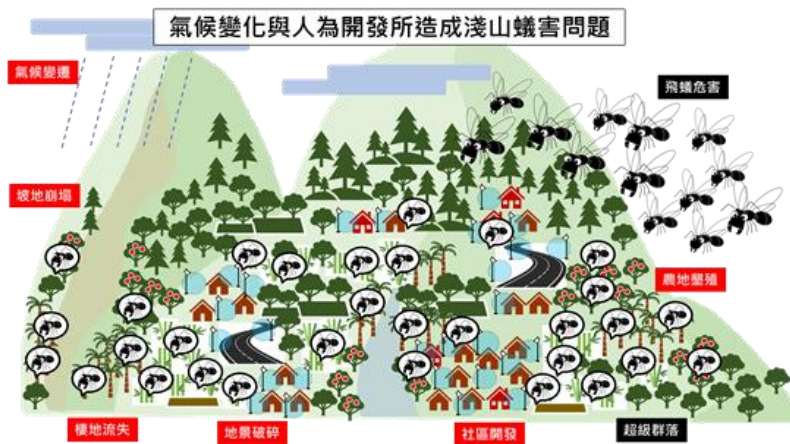 氣候變化與人為開發所造成淺山蟻害問題
氣候變遷
飛蟻危害
坡地崩塌
農地墾殖
棲地流失
地景破碎
社區開發
超級群落